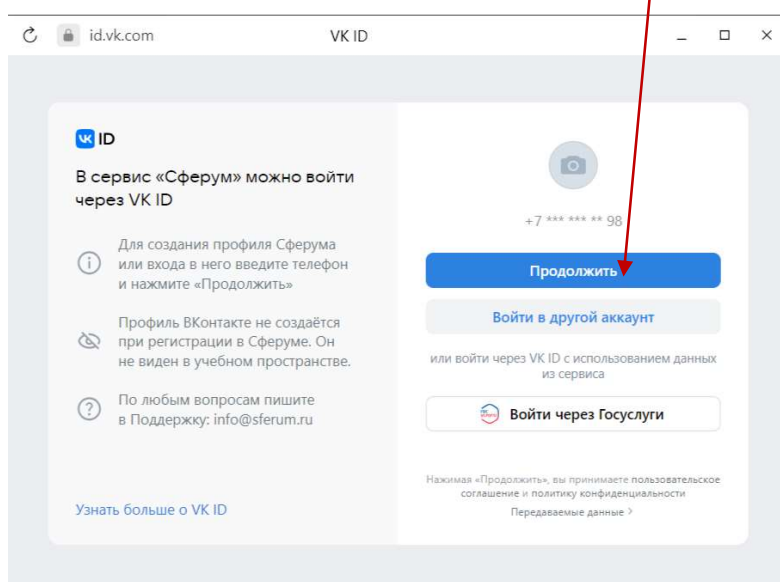 id.vk.com VK ID
VK ID
В сервис «Сферум» можно войти
через VK ID
Для создания профиля Сферума
или входа в него введите телефон
и нажмите «Продолжить»
Профиль ВКонтакте не создаётся
при регистрации в Сферуме. Он
не виден в учебном пространстве.
По любым вопросам пишите
в Поддержку: info@sferum.ru
Узнать больше о VK ID
+7 *** *** ** 98
Продолжить
Войти в другой аккаунт
или войти через VK ID с использованием данных
из сервиса
Войти через Госуслуги
Нажимая «Продолжить», вы принимаете пользовательское
соглашение и политику конфиденциальности
Передаваемые данные